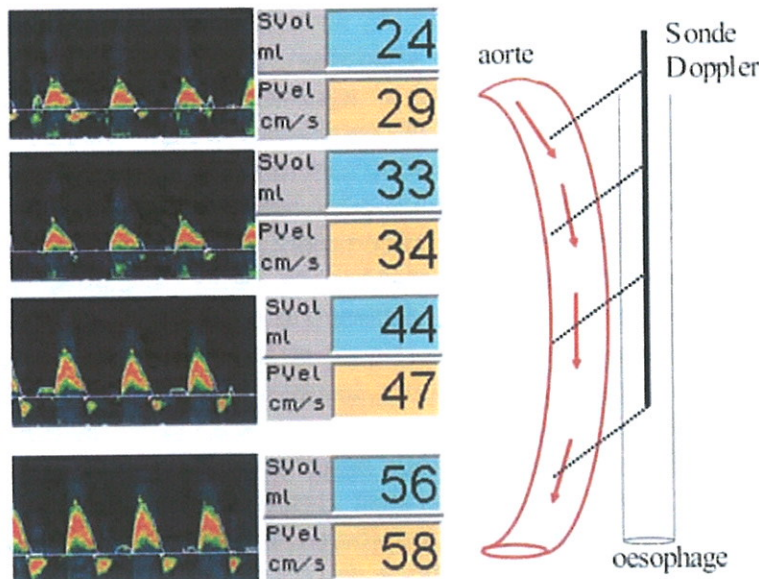 SVol
ml
24
PVel
cm/s
29
SVol
ml
33
PVel
cm/s
34
SVol
ml
44
PVel
cm/s
47
SVol
ml
56
PVel
cm/s
58
aorte
Sonde
Doppler
oesophage